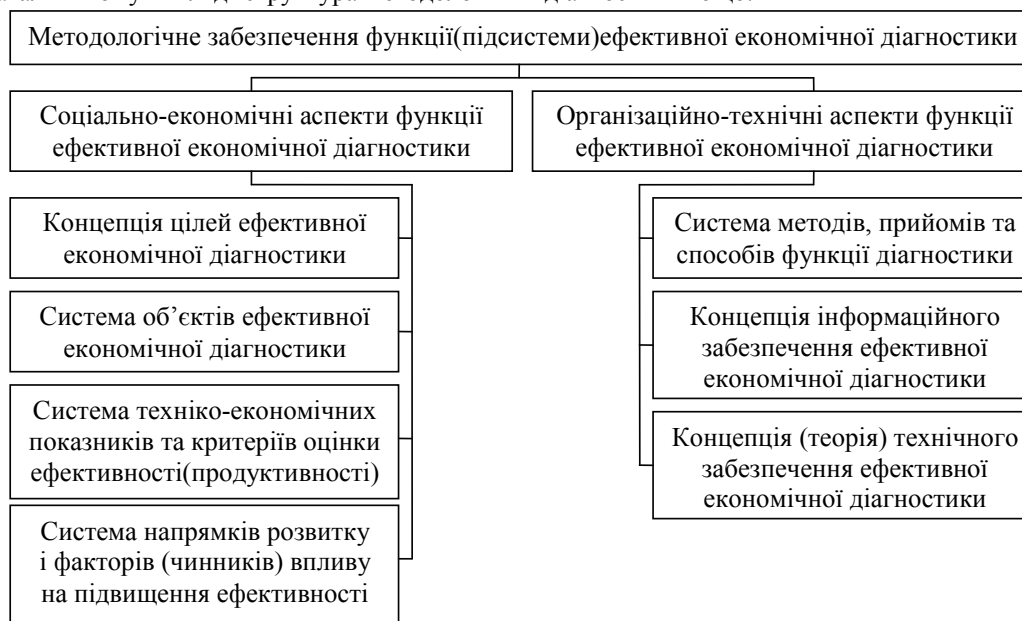 Методологічне забезпечення функції(підсистеми)ефективної економічної діагностики
Соціально-економічні аспекти функції
ефективної економічної діагностики
Організаційно-технічні аспекти функції
ефективної економічної діагностики
Концепція цілей ефективної
економічної діагностики
Система об’єктів ефективної
економічної діагностики
Система техніко-економічних
показників та критеріїв оцінки
ефективності(продуктивності)
Система напрямків розвитку
і факторів (чинників) впливу
на підвищення ефективності
Система методів, прийомів та
способів функції діагностики
Концепція інформаційного
забезпечення ефективної
економічної діагностики
Концепція (теорія) технічного
забезпечення ефективної
економічної діагностики